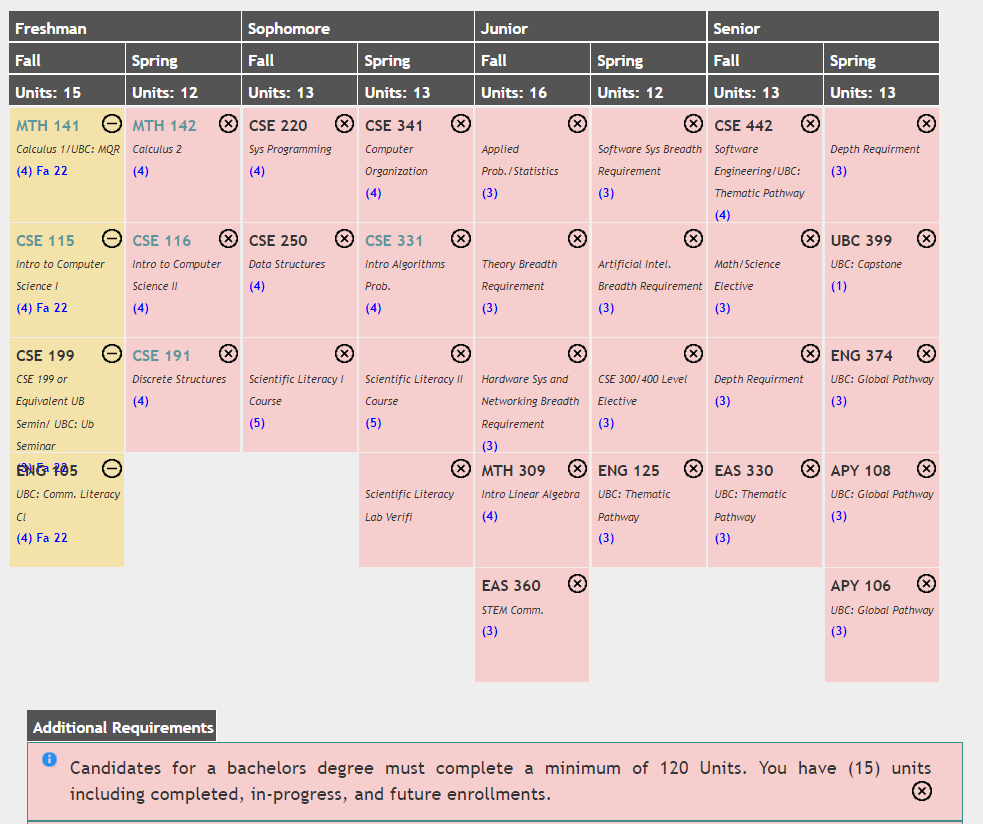 Freshman Sophomore Junior Senior
Fall Spring Fall Spring Fall Spring Fall Spring
Units: 15 Units: 12 Units: 13 Units: 13 Units: 16 Units: 12 Units: 13 Units: 13
MTH 141
Calculus 1/UBC: MQR
(4) Fa 22
MTH 142
Calculus 2
(4)
CSE 220
Sys Programming
(4)
CSE 341
Computer
Organization
(4)
Applied
Prob./Statistics
(3)
Software Sys Breadth
Requirement
(3)
CSE 442
Software
Engineering/UBC:
Thematic Pathway
(4)
Depth Requirment
(3)
CSE 115
Intro to Computer
Science I
(4) Fa 22
CSE 116
Intro to Computer
Science II
(4)
CSE 250
Data Structures
(4)
CSE 331
Intro Algorithms
Prob.
(4)
Theory Breadth
Requirement
(3)
Artificial Intel.
Breadth Requirement
(3)
Math/Science
Elective
(3)
UBC 399
UBC: Capstone
(1)
CSE 199
CSE 199 or
Equivalent UB
Semin/ UBC: Ub
Seminar
(3) Fa 22
CSE 191
Discrete Structures
(4)
Scientific Literacy I
Course
(5)
Scientific Literacy II
Course
(5)
Hardware Sys and
Networking Breadth
Requirement
(3)
CSE 300/400 Level
Elective
(3)
Depth Requirment
(3)
ENG 374
UBC: Global Pathway
(3)
ENG 105
UBC: Comm. Literacy
Cl
(4) Fa 22
Scientific Literacy
Lab Verifi
MTH 309
Intro Linear Algebra
(4)
ENG 125
UBC: Thematic
Pathway
(3)
EAS 330
UBC: Thematic
Pathway
(3)
APY 108
UBC: Global Pathway
(3)
EAS 360
STEM Comm.
(3)
APY 106
UBC: Global Pathway
(3)
Additional Requirements
Candidates for a bachelors degree must complete a minimum of 120 Units. You have (15) units
including completed, in-progress, and future enrollments.